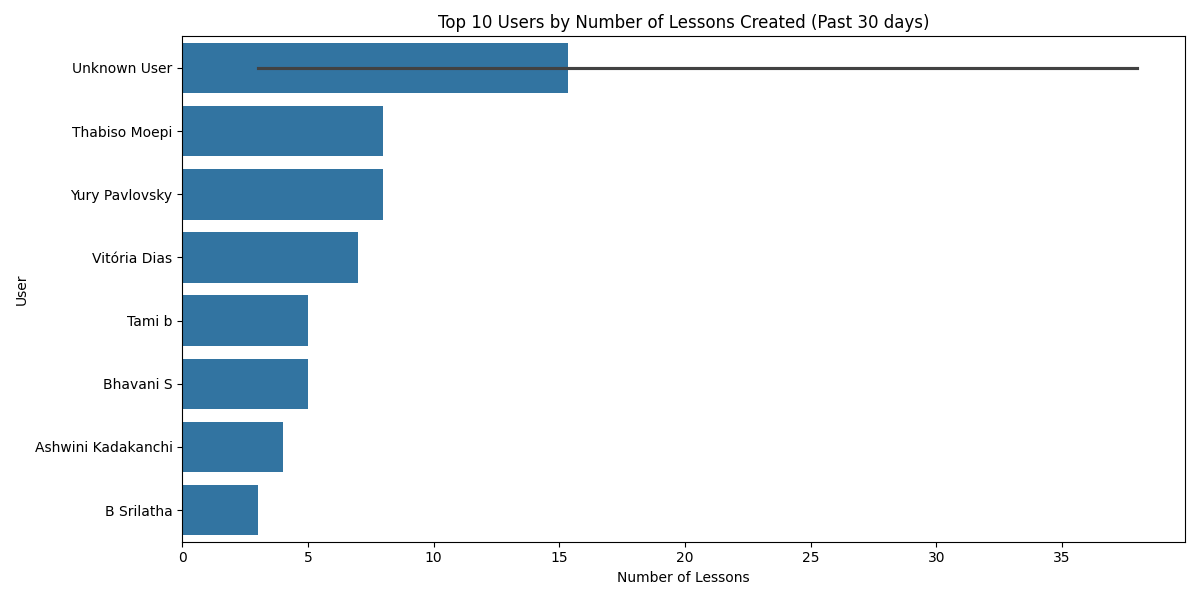 Top 10 Users by Number of Lessons Created (Past 30 days)
User
Unknown User
Thabiso Moepi
Yury Pavlovsky
Vitória Dias
Tami b
Bhavani S
Ashwini Kadakanchi
B Srilatha
0 5 10 15 20 25 30 35
Number of Lessons